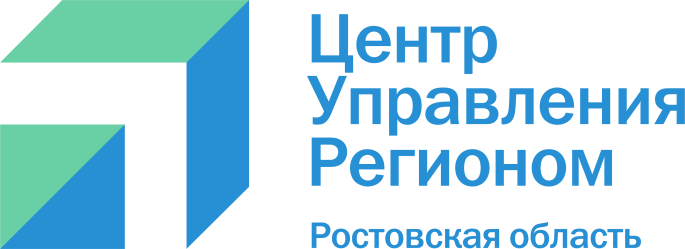 Центр
Управления
Регионом
Ростовская область